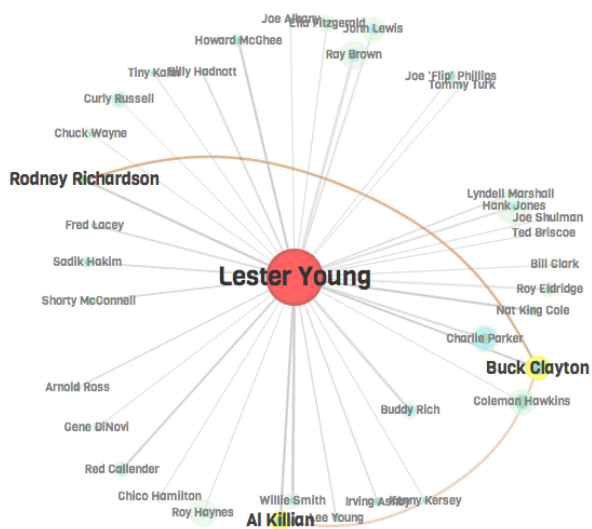 Joe Albany
Ella Fitzgerald
John Lewis
Howard McGhee
Ray Brown
Tiny Kahn
Billy Hadnott
Joe 'Flip' Phillips
Tommy Turk
Curly Russell
Chuck Wayne
Rodney Richardson
Lyndell Marshall
Hank Jones
Joe Shulman
Fred Lacey
Ted Briscoe
Sadik Hakim
Bill Clark
Lester Young
Roy Eldridge
Shorty McConnell
Nat King Cole
Charlie Parker
Buck Clayton
Arnold Ross
Coleman Hawkins
Buddy Rich
Gene DiNovi
Red Callender
Chico Hamilton
Willie Smith
Irving Ashby
Kenny Kersey
Roy Haynes
Al Killian
Lee Young